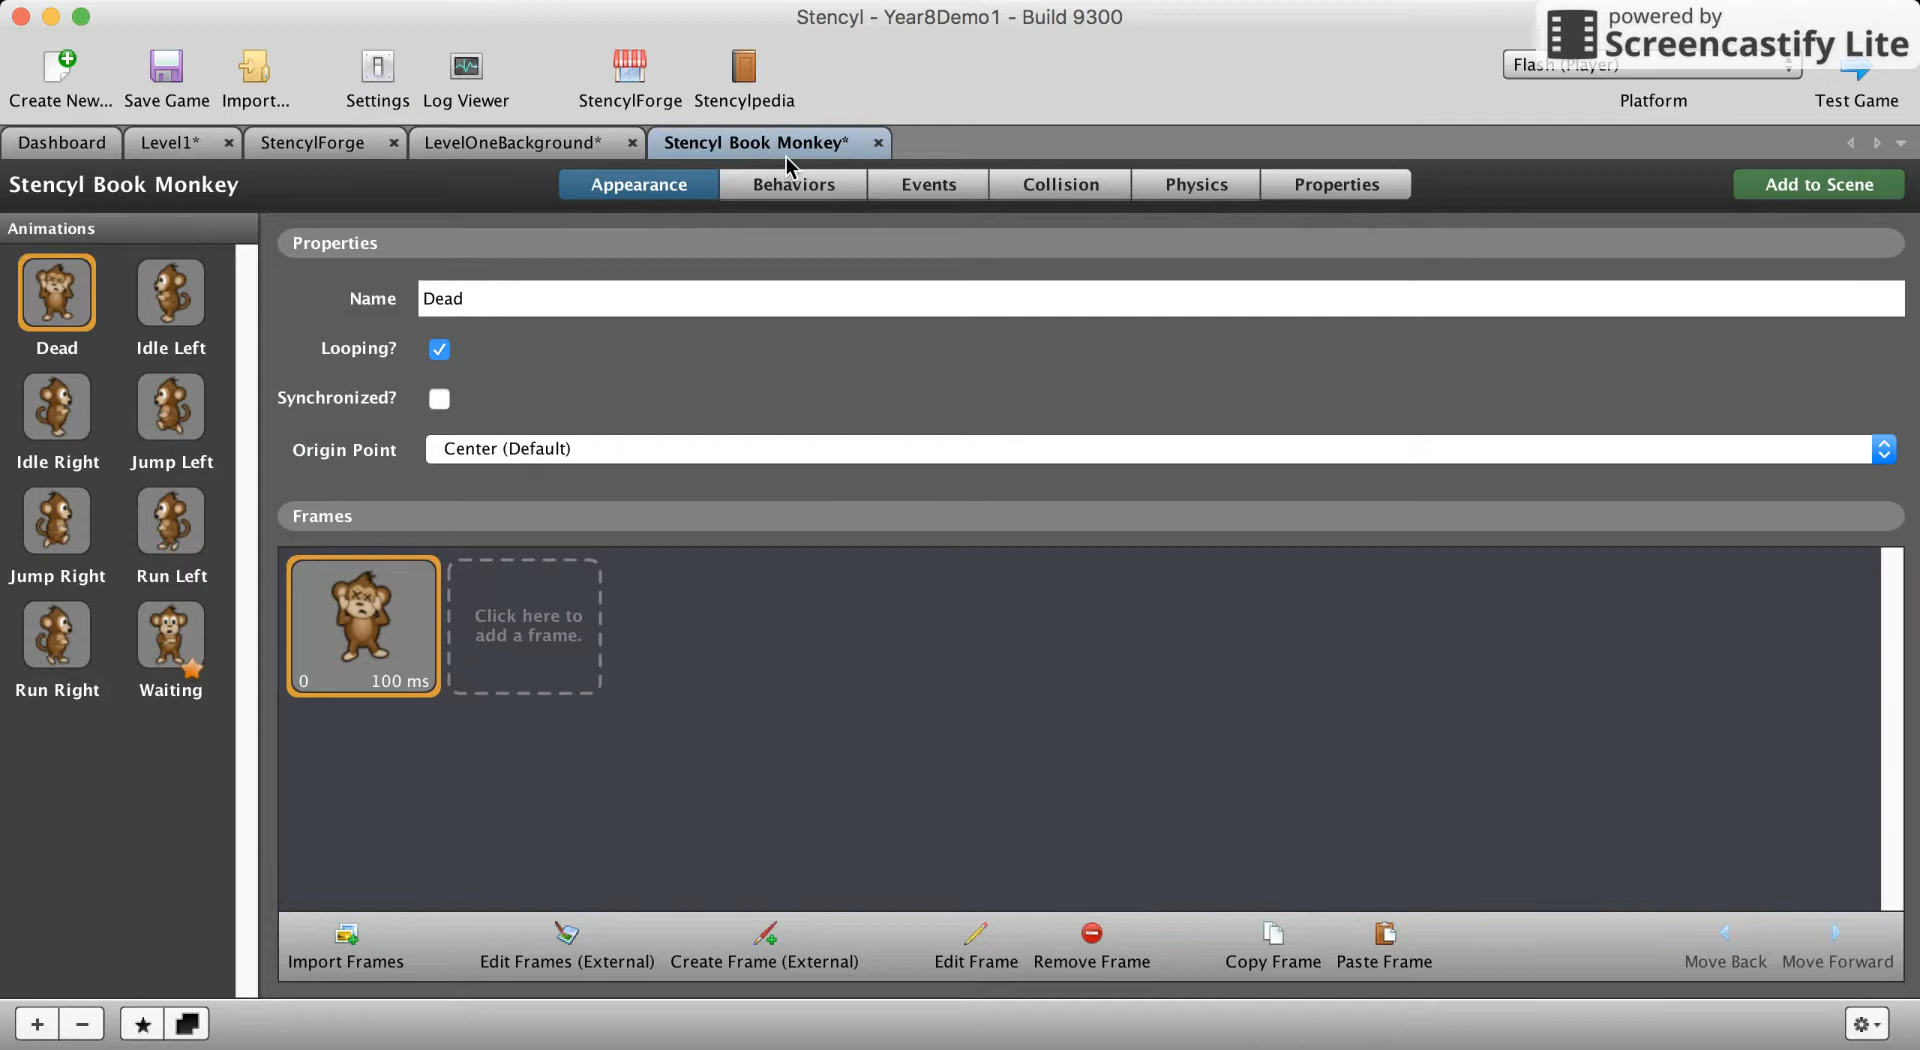 Stencyl - Year8Demo1 - Build 9300
powered by
Screencastify Lite
Create New...
Save Game
Import...
Settings
Log Viewer
StencylForge
Stencylpedia
Flash (Player)
Platform
Test Game
Dashboard
Level1*
StencylForge
LevelOneBackground*
Stencyl Book Monkey*
Stencyl Book Monkey
Appearance
Behaviors
Events
Collision
Physics
Properties
Add to Scene
Animations
Dead
Idle Left
Idle Right
Jump Left
Jump Right
Run Left
Run Right
Waiting
Properties
Name
Dead
Looping?
Synchronized?
Origin Point
Center (Default)
Frames
0
100 ms
Click here to
add a frame.
Import Frames
Edit Frames (External)
Create Frame (External)
Edit Frame
Remove Frame
Copy Frame
Paste Frame
Move Back
Move Forward